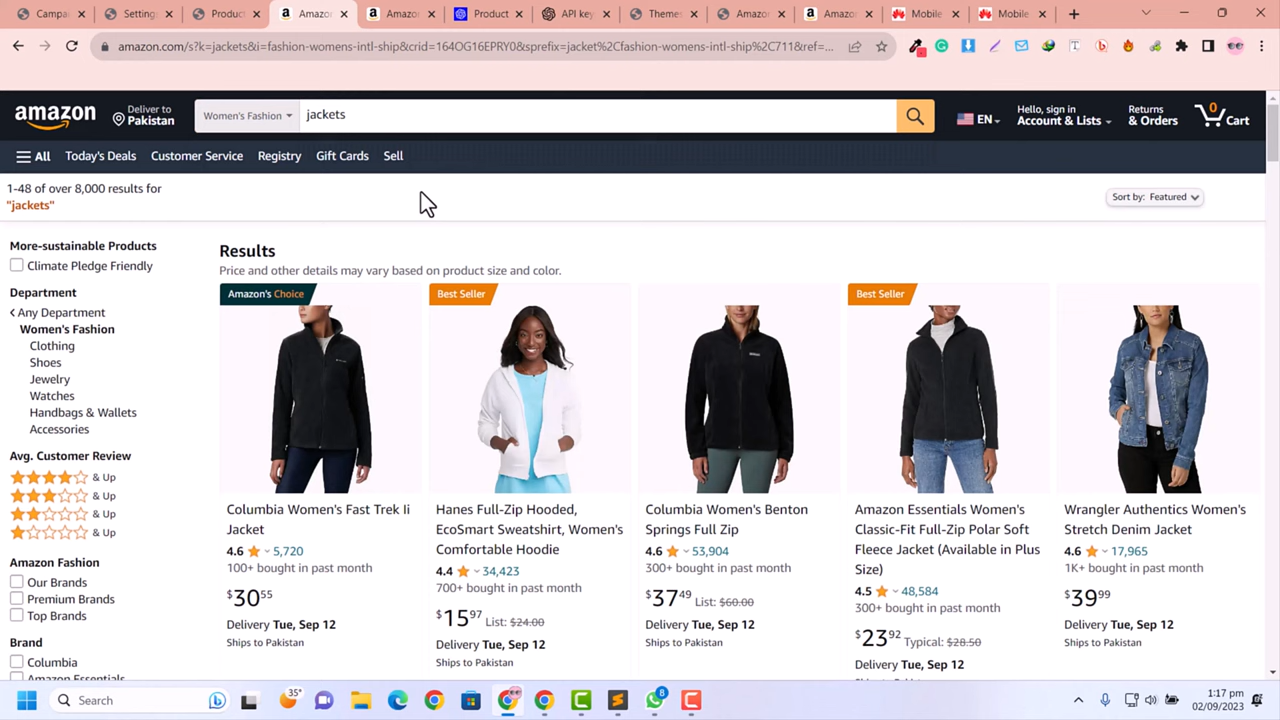 Campai
Setting
Product
Amazon
Amazon
Product
API key
Themes
Amazon
Amazon
Mobile
Mobile
amazon.com/s?k=jackets&i=fashion-womens-intl-ship&crid=164OG16EPRY0&sprefix=jacket%2Cfashion-womens-intl-ship%2C711&ref=...
amazon
Deliver to
Pakistan
Women's Fashion
jackets
EN
Hello, sign in
Account & Lists
Returns
& Orders
0
Cart
All
Today's Deals
Customer Service
Registry
Gift Cards
Sell
1-48 of over 8,000 results for
"jackets"
Sort by: Featured
More-sustainable Products
Climate Pledge Friendly
Department
Any Department
Women's Fashion
Clothing
Shoes
Jewelry
Watches
Handbags & Wallets
Accessories
Avg. Customer Review
& Up
& Up
& Up
& Up
Amazon Fashion
Our Brands
Premium Brands
Top Brands
Brand
Columbia
Amazon Essentials
Results
Price and other details may vary based on product size and color.
Amazon's Choice
Columbia Women's Fast Trek Ii
Jacket
4.6 5,720
100+ bought in past month
$30 55
Delivery Tue, Sep 12
Ships to Pakistan
Best Seller
Hanes Full-Zip Hooded,
EcoSmart Sweatshirt, Women's
Comfortable Hoodie
4.4 34,423
700+ bought in past month
$15 97 List: $24.00
Delivery Tue, Sep 12
Ships to Pakistan
Columbia Women's Benton
Springs Full Zip
4.6 53,904
300+ bought in past month
$37 49 List: $60.00
Delivery Tue, Sep 12
Ships to Pakistan
Best Seller
Amazon Essentials Women's
Classic-Fit Full-Zip Polar Soft
Fleece Jacket (Available in Plus
Size)
4.5 48,584
300+ bought in past month
$23 92 Typical: $28.50
Delivery Tue, Sep 12
Wrangler Authentics Women's
Stretch Denim Jacket
4.6 17,965
1K+ bought in past month
$39 99
Delivery Tue, Sep 12
Ships to Pakistan
Search
35°
8
1:17 pm
02/09/2023